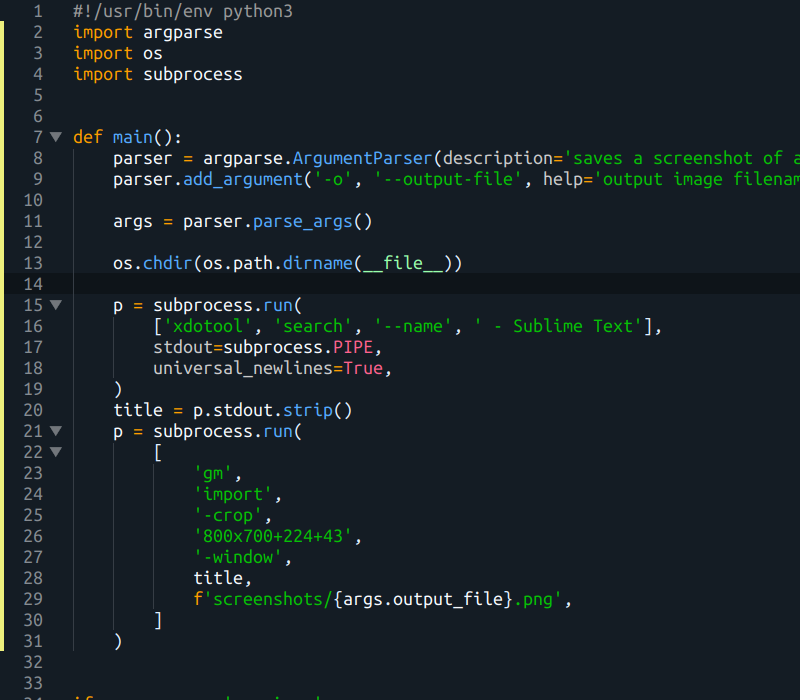 1 #!/usr/bin/env python3
2 import argparse
3 import os
4 import subprocess
5
6
7 def main():
8     parser = argparse.ArgumentParser(description='saves a screenshot of a
9     parser.add_argument('-o', '--output-file', help='output image
10
11     args = parser.parse_args()
12
13     os.chdir(os.path.dirname(__file__))
14
15     p = subprocess.run(
16         ['xdotool', 'search', '--name', ' - Sublime Text'],
17         stdout=subprocess.PIPE,
18         universal_newlines=True,
19     )
20     title = p.stdout.strip()
21     p = subprocess.run(
22         [
23             'gm',
24             'import',
25             '-crop',
26             '800x700+224+43',
27             '-window',
28             title,
29             f'screenshots/{args.output_file}.png',
30         ]
31     )
32
33